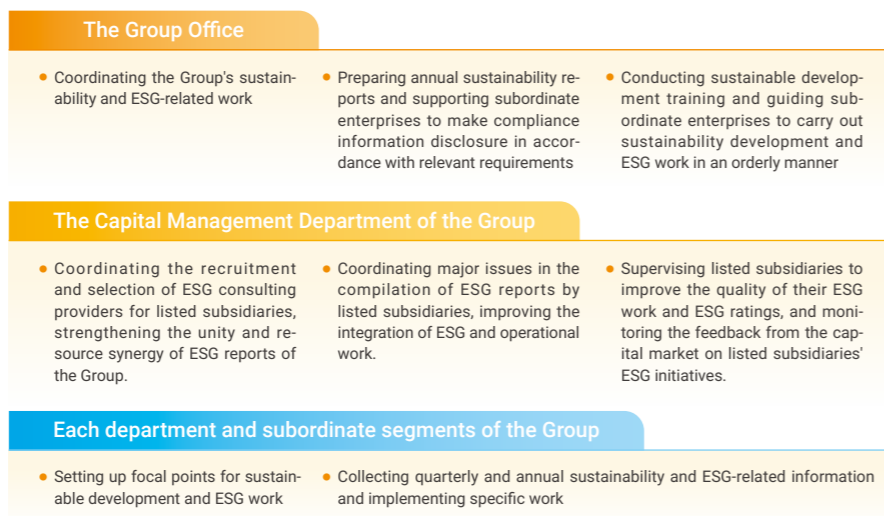 The Group Office
• Coordinating the Group's sustain-
ability and ESG-related work
• Preparing annual sustainability re-
ports and supporting subordinate
enterprises to make compliance
information disclosure in accor-
dance with relevant requirements
• Conducting sustainable develop-
ment training and guiding sub-
ordinate enterprises to carry out
sustainability development and
ESG work in an orderly manner
The Capital Management Department of the Group
• Coordinating the recruitment
and selection of ESG consulting
providers for listed subsidiaries,
strengthening the unity and re-
source synergy of ESG reports of
the Group.
• Coordinating major issues in the
compilation of ESG reports by
listed subsidiaries, improving the
integration of ESG and operational
work.
• Supervising listed subsidiaries to
improve the quality of their ESG
work and ESG ratings, and moni-
toring the feedback from the cap-
ital market on listed subsidiaries'
ESG initiatives.
Each department and subordinate segments of the Group
• Setting up focal points for sustain-
able development and ESG work
• Collecting quarterly and annual sustainability and ESG-related information
and implementing specific work